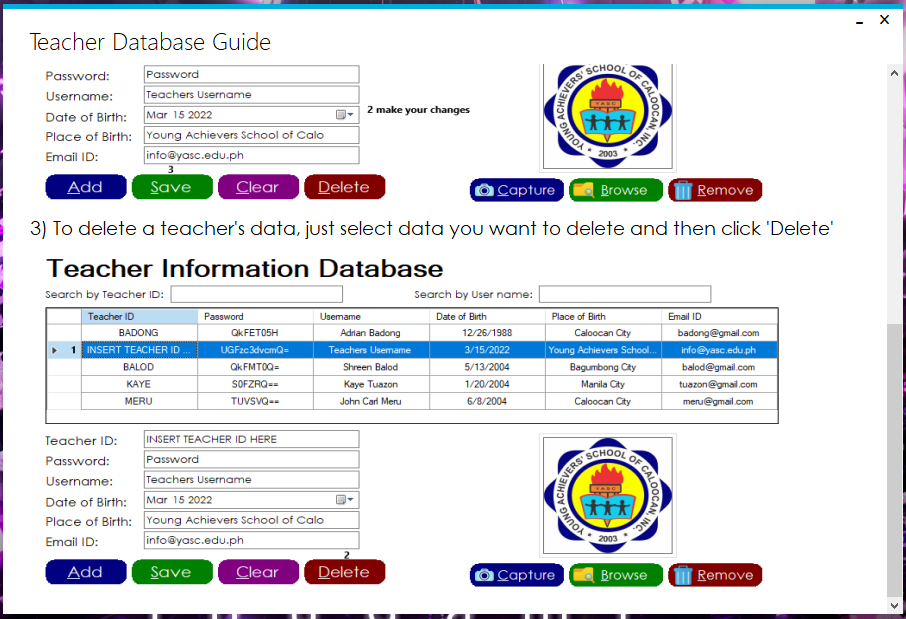 Teacher Database Guide
Password: Password
Username: Teachers Username
Date of Birth: Mar 15 2022
2 make your changes
Place of Birth: Young Achievers School of Calo
Email ID: info@yasc.edu.ph
YOUNG ACHIEVERS' SCHOOL OF CALOOCAN, INC.
YASC
2003
3
Add Save Clear Delete
Capture Browse Remove
3) To delete a teacher's data, just select data you want to delete and then click 'Delete'
Teacher Information Database
Search by Teacher ID: Search by User name:
Teacher ID Password Username Date of Birth Place of Birth Email ID
BADONG QkFET05H Adrian Badong 12/26/1988 Caloocan City badong@gmail.com
1 INSERT TEACHER ID ... UGFzc3dvcmQ= Teachers Username 3/15/2022 Young Achievers School... info@yasc.edu.ph
BALOD QkFMT0Q= Shreen Balod 5/13/2004 Bagumbong City balod@gmail.com
KAYE S0FZRQ== Kaye Tuazon 1/20/2004 Manila City tuazon@gmail.com
MERU TUVSVQ== John Carl Meru 6/8/2004 Caloocan City meru@gmail.com
Teacher ID: INSERT TEACHER ID HERE
Password: Password
Username: Teachers Username
Date of Birth: Mar 15 2022
Place of Birth: Young Achievers School of Calo
Email ID: info@yasc.edu.ph
YOUNG ACHIEVERS' SCHOOL OF CALOOCAN, INC.
YASC
2003
2
Add Save Clear Delete
Capture Browse Remove